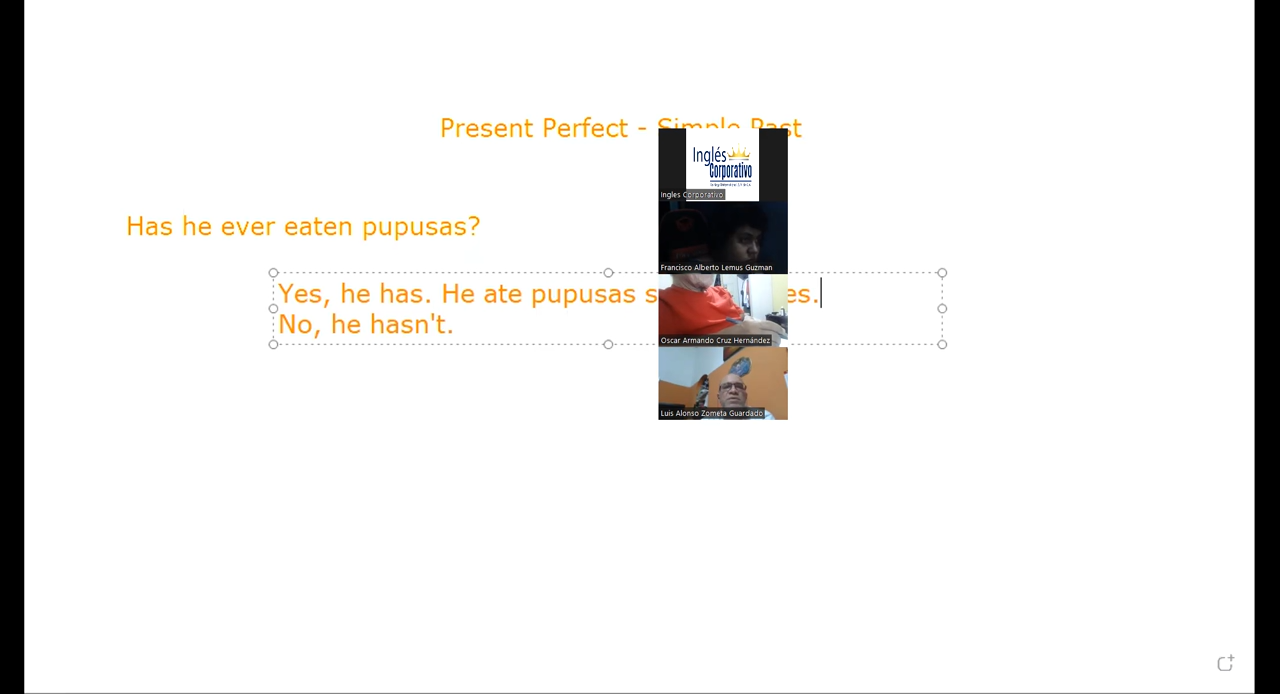 Present Perfect - Simple Past
Inglés
Corporativo
Ingles Corporativo
Has he ever eaten pupusas?
Francisco Alberto Lemus Guzman
Yes, he has. He ate pupusas s es.
No, he hasn't.
Oscar Armando Cruz Hernández
Luis Alonso Zometa Guardado